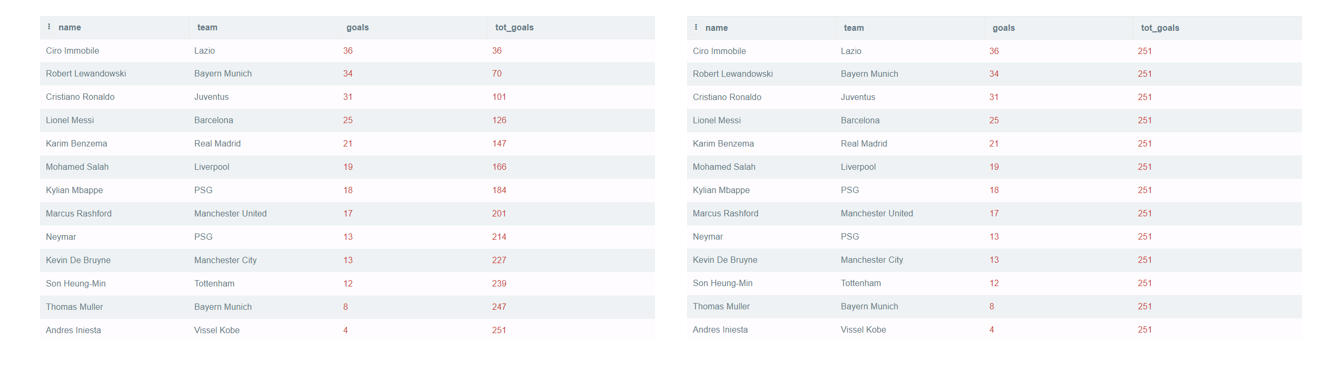 name team goals tot_goals
Ciro Immobile Lazio 36 36
Robert Lewandowski Bayern Munich 34 70
Cristiano Ronaldo Juventus 31 101
Lionel Messi Barcelona 25 126
Karim Benzema Real Madrid 21 147
Mohamed Salah Liverpool 19 166
Kylian Mbappe PSG 18 184
Marcus Rashford Manchester United 17 201
Neymar PSG 13 214
Kevin De Bruyne Manchester City 13 227
Son Heung-Min Tottenham 12 239
Thomas Muller Bayern Munich 8 247
Andres Iniesta Vissel Kobe 4 251
name team goals tot_goals
Ciro Immobile Lazio 36 251
Robert Lewandowski Bayern Munich 34 251
Cristiano Ronaldo Juventus 31 251
Lionel Messi Barcelona 25 251
Karim Benzema Real Madrid 21 251
Mohamed Salah Liverpool 19 251
Kylian Mbappe PSG 18 251
Marcus Rashford Manchester United 17 251
Neymar PSG 13 251
Kevin De Bruyne Manchester City 13 251
Son Heung-Min Tottenham 12 251
Thomas Muller Bayern Munich 8 251
Andres Iniesta Vissel Kobe 4 251